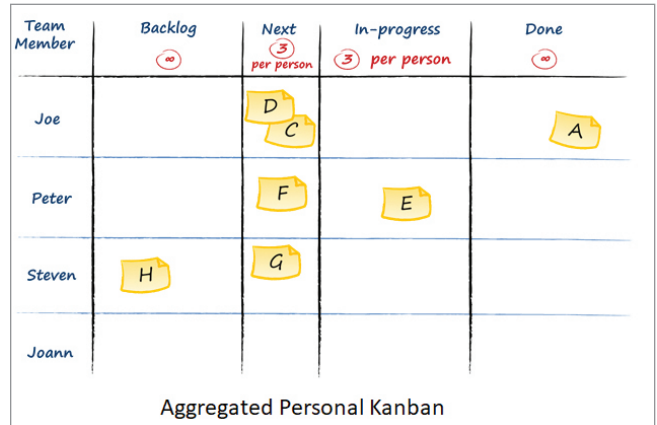 Team Member
Backlog
∞
Next
3
per person
In-progress
3 per person
Done
∞
Joe
D
C
A
Peter
F
E
Steven
H
G
Joann
Aggregated Personal Kanban